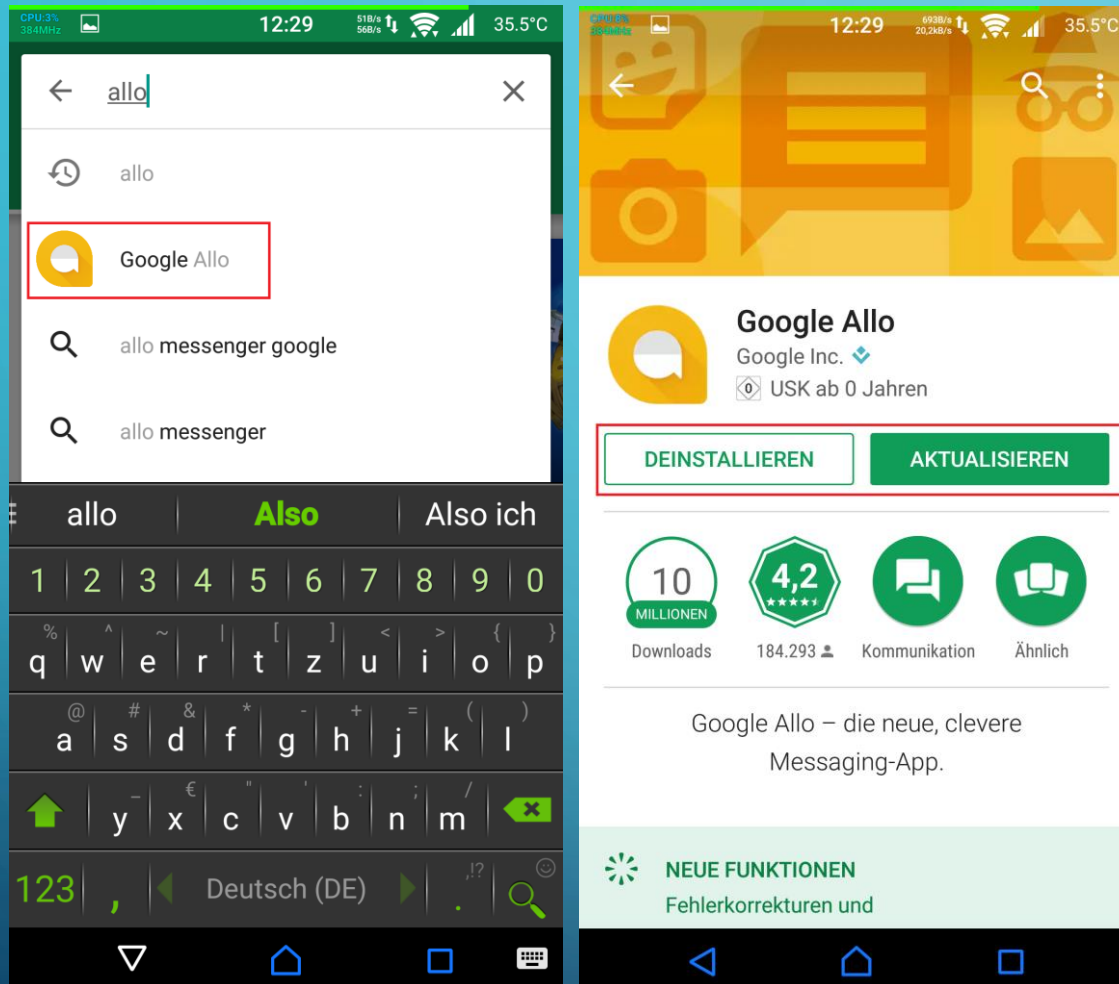 CPU:3%
384MHz
12:29
51B/s
56B/s
35.5°C
allo
allo
Google Allo
allo messenger google
allo messenger
allo
Also
Also ich
1 2 3 4 5 6 7 8 9 0
% ^ ~ | [ ] < > { }
q w e r t z u i o p
@ # & * - + = ( )
a s d f g h j k l
_ € " ' : ; /
y x c v b n m
123 , Deutsch (DE) . ,!?
12:29
693B/s
20,2kB/s
35.5°C
Google Allo
Google Inc.
0 USK ab 0 Jahren
DEINSTALLIEREN
AKTUALISIEREN
10
MILLIONEN
Downloads
4,2
184.293
Kommunikation
Ähnlich
Google Allo – die neue, clevere
Messaging-App.
NEUE FUNKTIONEN
Fehlerkorrekturen und